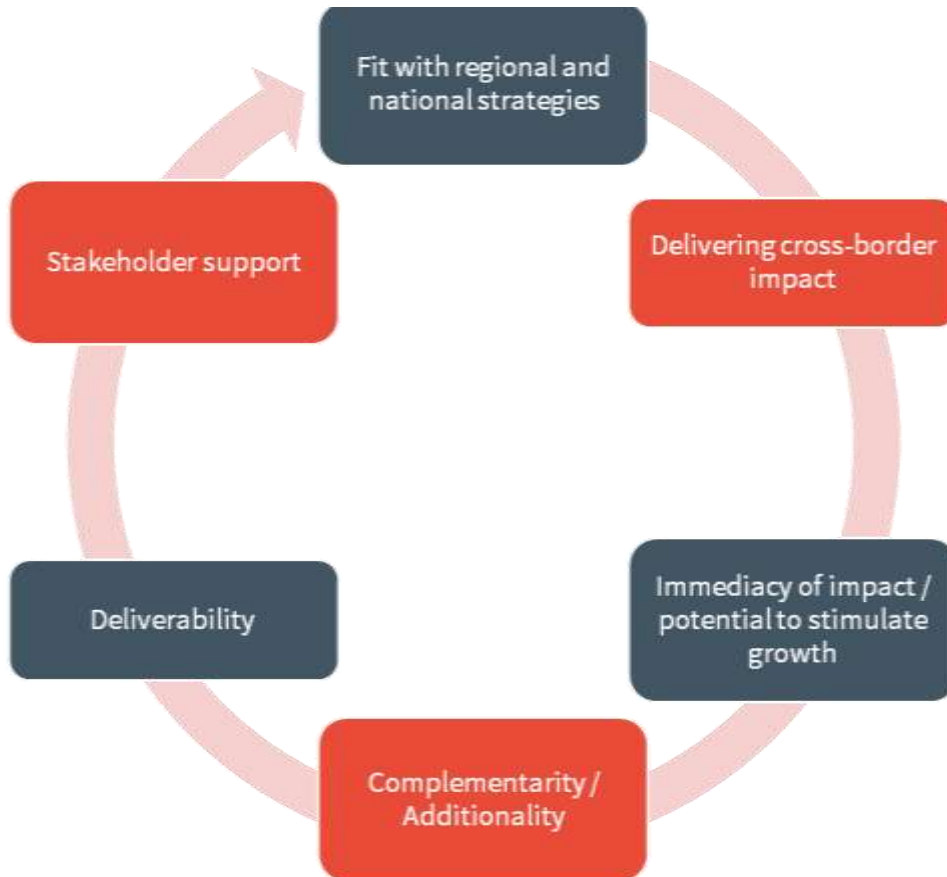 Fit with regional and
national strategies
Delivering cross-border
impact
Immediacy of impact /
potential to stimulate
growth
Complementarity /
Additionality
Deliverability
Stakeholder support